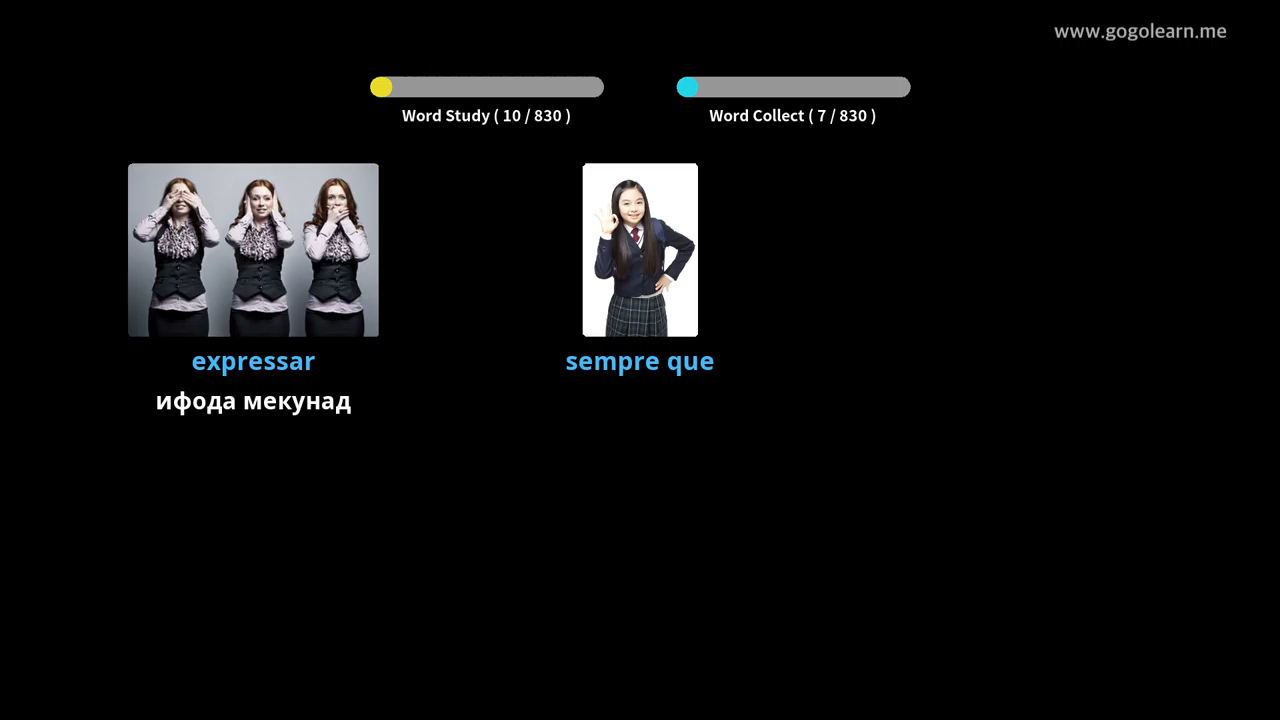 www.gogolearn.me
Word Study ( 10 / 830 )
Word Collect ( 7 / 830 )
expressar
ифода мекунад
sempre que